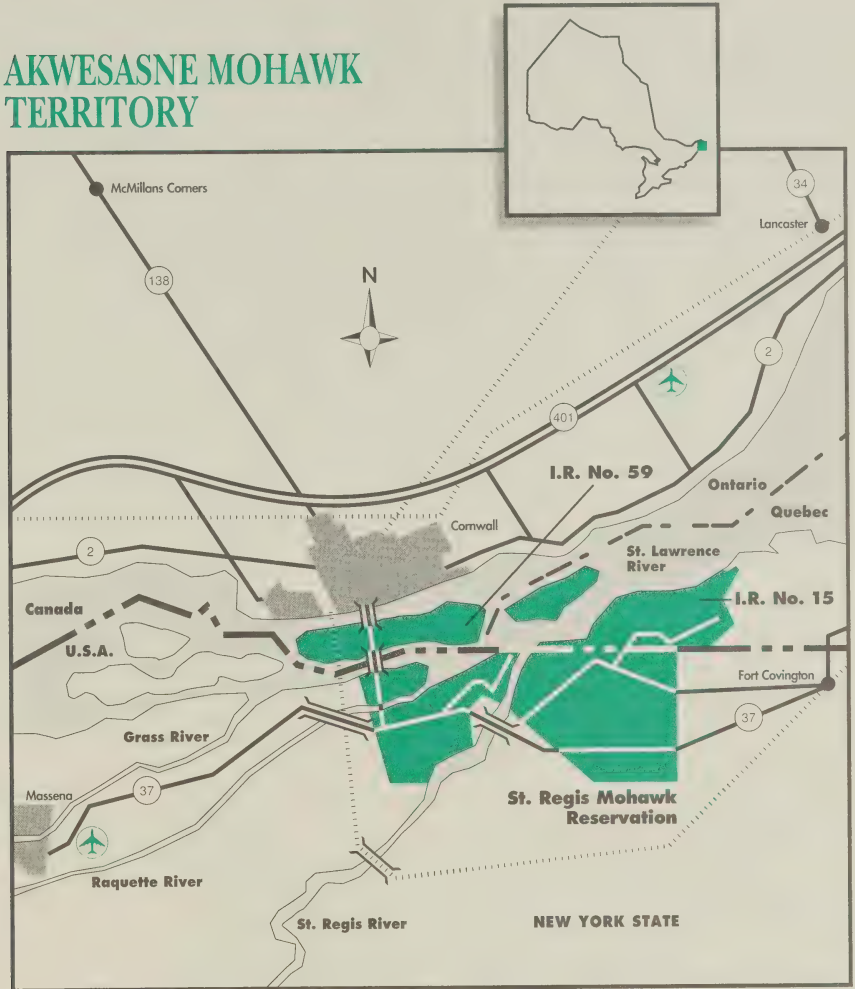 AKWESASNE MOHAWK
TERRITORY
McMillans Corners
34
Lancaster
138
N
2
401
I.R. No. 59
Ontario
Quebec
Cornwall
2
St. Lawrence
River
Canada
I.R. No. 15
U.S.A.
Fort Covington
37
Grass River
Massena
37
St. Regis Mohawk
Reservation
Raquette River
St. Regis River
NEW YORK STATE